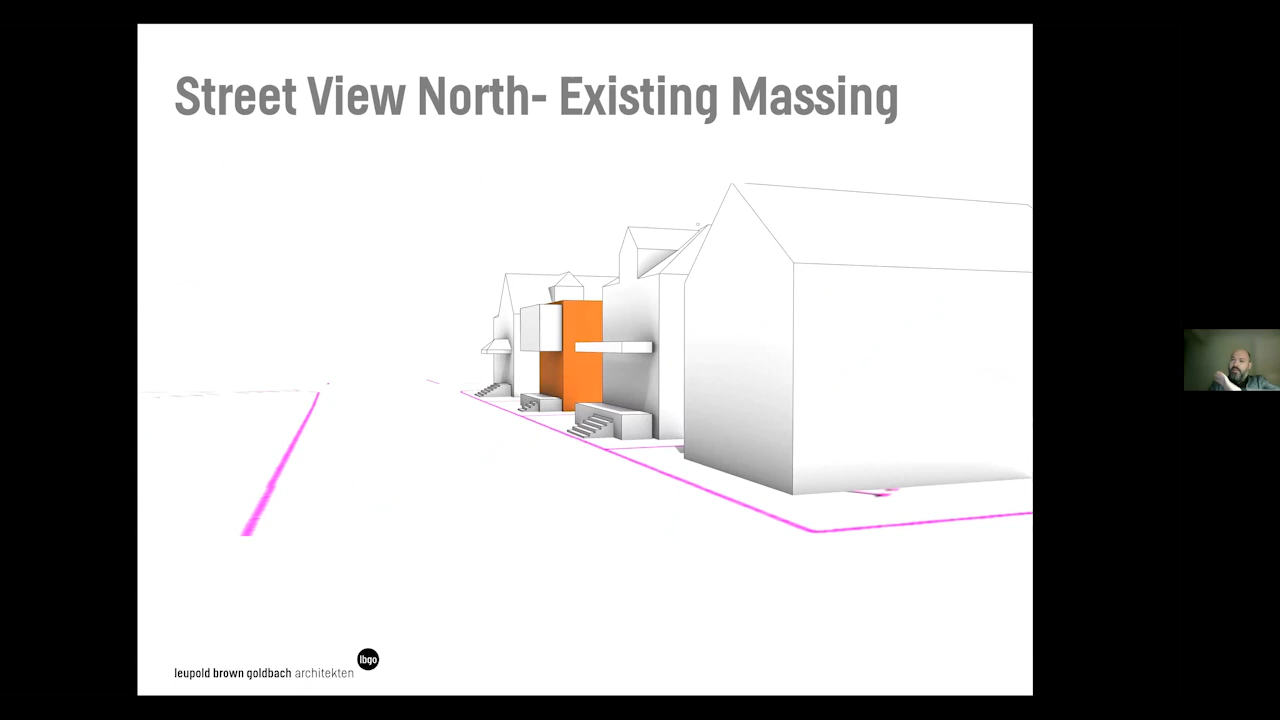 Street View North- Existing Massing
lbgo
leupold brown goldbach architekten